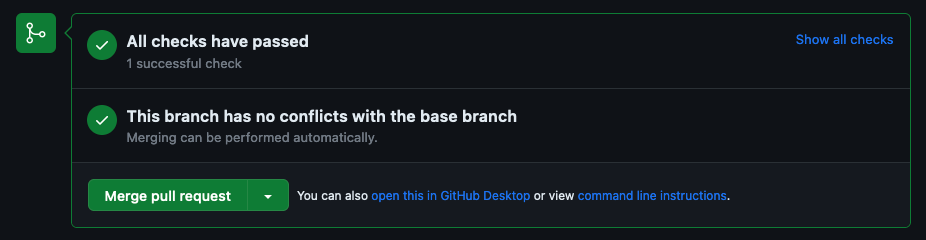 All checks have passed
Show all checks
1 successful check
This branch has no conflicts with the base branch
Merging can be performed automatically.
Merge pull request
You can also open this in GitHub Desktop or view command line instructions.